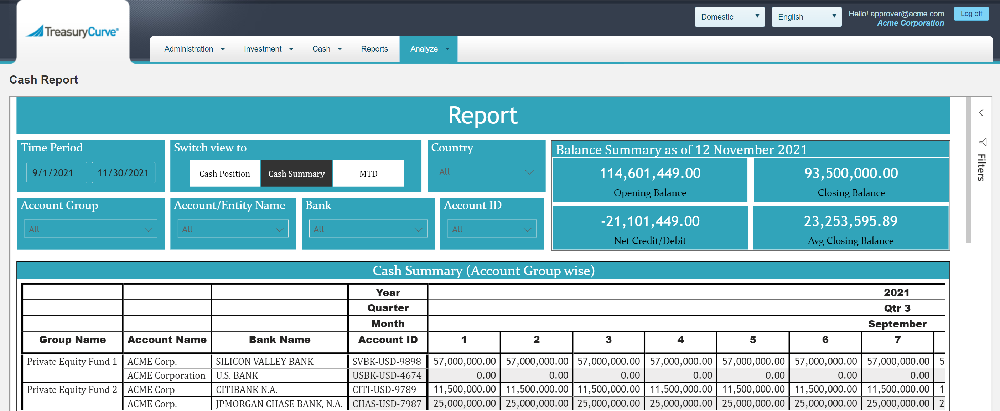 TreasuryCurve®
Domestic
English
Hello! approver@acme.com
Acme Corporation
Log off
Administration
Investment
Cash
Reports
Analyze
Cash Report
Report
Time Period
9/1/2021 11/30/2021
Switch view to
Cash Position
Cash Summary
MTD
Country
All
Account Group
All
Account/Entity Name
All
Bank
All
Account ID
All
Balance Summary as of 12 November 2021
114,601,449.00
Opening Balance
93,500,000.00
Closing Balance
-21,101,449.00
Net Credit/Debit
23,253,595.89
Avg Closing Balance
Filters
Cash Summary (Account Group wise)
Year 2021
Quarter Qtr 3
Month September
Group Name Account Name Bank Name Account ID 1 2 3 4 5 6 7
Private Equity Fund 1 ACME Corp. SILICON VALLEY BANK SVBK-USD-9898 57,000,000.00 57,000,000.00 57,000,000.00 57,000,000.00 57,000,000.00 57,000,000.00 57,000,000.00
ACME Corporation U.S. BANK USBK-USD-4674 0.00 0.00 0.00 0.00 0.00 0.00 0.00
Private Equity Fund 2 ACME Corp CITIBANK N.A. CITI-USD-9789 11,500,000.00 11,500,000.00 11,500,000.00 11,500,000.00 11,500,000.00 11,500,000.00 11,500,000.00
ACME Corp. JPMORGAN CHASE BANK, N.A. CHAS-USD-7987 25,000,000.00 25,000,000.00 25,000,000.00 25,000,000.00 25,000,000.00 25,000,000.00 25,000,000.00